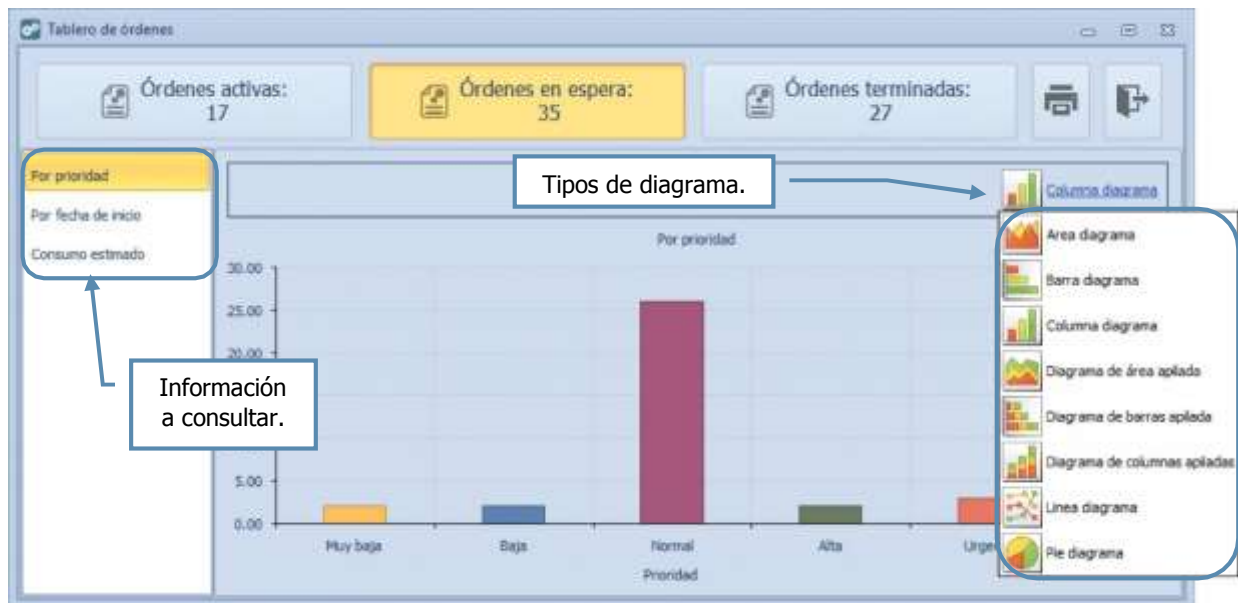 Tablero de órdenes
Órdenes activas:
17
Órdenes en espera:
35
Órdenes terminadas:
27
Por prioridad
Por fecha de inicio
Consumo estimado
Tipos de diagrama.
Columna diagrama
Area diagrama
Barra diagrama
Columna diagrama
Diagrama de área apilada
Diagrama de barras apilada
Diagrama de columnas apiladas
Linea diagrama
Pie diagrama
Por prioridad
30.00
25.00
20.00
Información
a consultar.
5.00
0.00
Muy baja
Baja
Normal
Alta
Prioridad